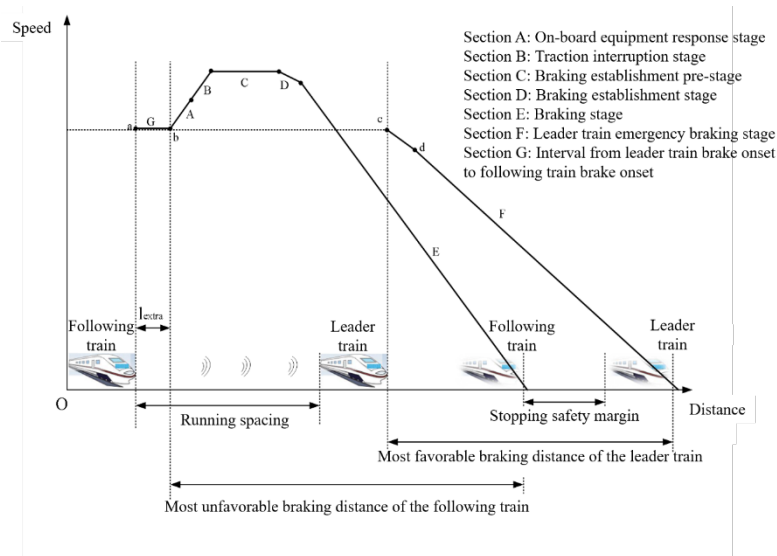 Speed
Section A: On-board equipment response stage
Section B: Traction interruption stage
Section C: Braking establishment pre-stage
Section D: Braking establishment stage
Section E: Braking stage
Section F: Leader train emergency braking stage
Section G: Interval from leader train brake onset
to following train brake onset
B
C
D
A
a
G
b
c
d
F
E
lextra
Following
train
Leader
train
Following
train
Leader
train
O
Distance
Running spacing
Stopping safety margin
Most favorable braking distance of the leader train
Most unfavorable braking distance of the following train